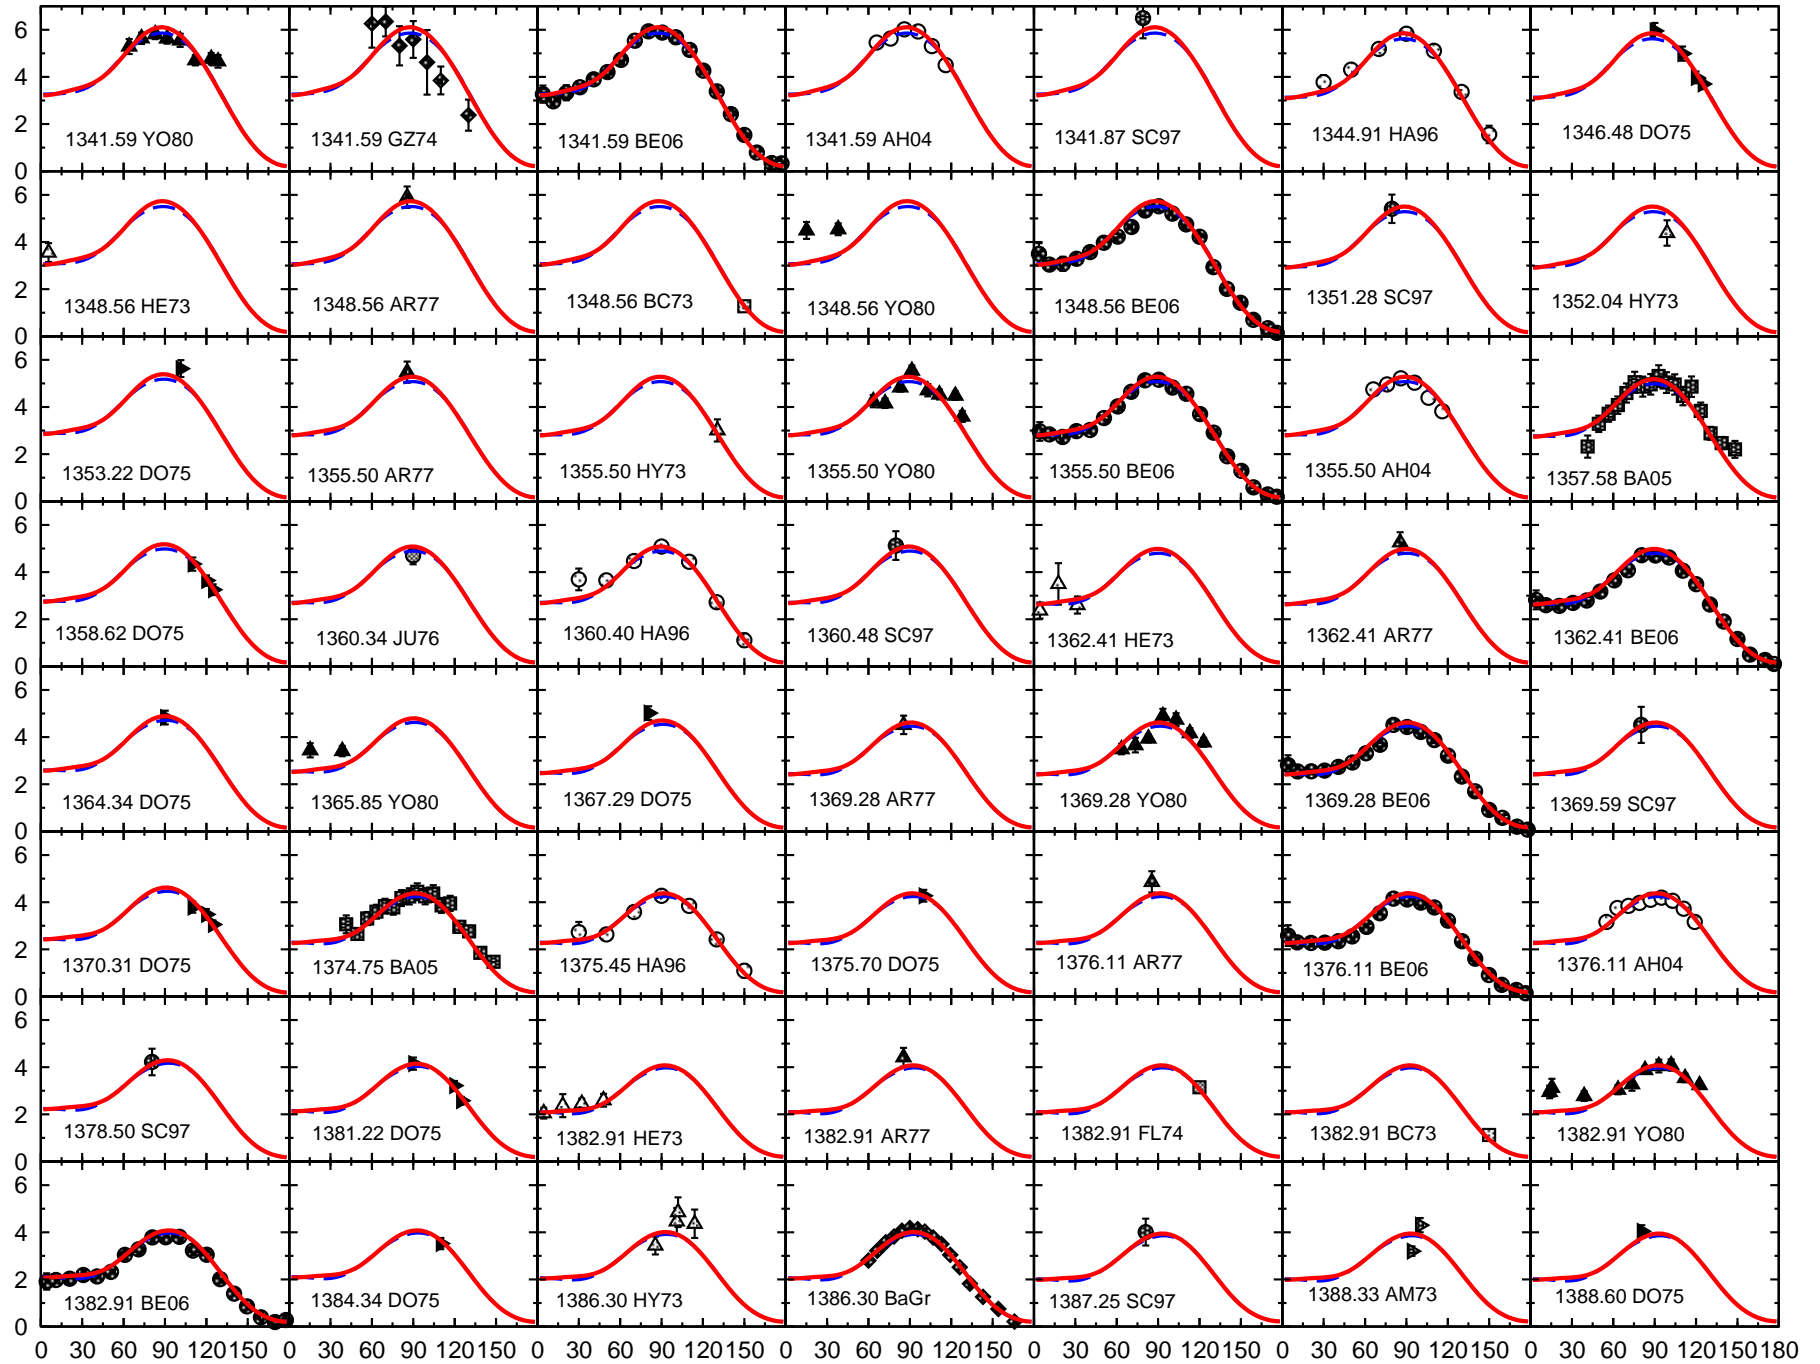 6
4
2
0
1341.59 YO80
1341.59 GZ74
1341.59 BE06
1341.59 AH04
1341.87 SC97
1344.91 HA96
1346.48 DO75
6
4
2
0
1348.56 HE73
1348.56 AR77
1348.56 BC73
1348.56 YO80
1348.56 BE06
1351.28 SC97
1352.04 HY73
6
4
2
0
1353.22 DO75
1355.50 AR77
1355.50 HY73
1355.50 YO80
1355.50 BE06
1355.50 AH04
1357.58 BA05
6
4
2
0
1358.62 DO75
1360.34 JU76
1360.40 HA96
1360.48 SC97
1362.41 HE73
1362.41 AR77
1362.41 BE06
6
4
2
0
1364.34 DO75
1365.85 YO80
1367.29 DO75
1369.28 AR77
1369.28 YO80
1369.28 BE06
1369.59 SC97
6
4
2
0
1370.31 DO75
1374.75 BA05
1375.45 HA96
1375.70 DO75
1376.11 AR77
1376.11 BE06
1376.11 AH04
6
4
2
0
1378.50 SC97
1381.22 DO75
1382.91 HE73
1382.91 AR77
1382.91 FL74
1382.91 BC73
1382.91 YO80
6
4
2
0
1382.91 BE06
1384.34 DO75
1386.30 HY73
1386.30 BaGr
1387.25 SC97
1388.33 AM73
1388.60 DO75
0 30 60 90 120150 0 30 60 90 120150 0 30 60 90 120150 0 30 60 90 120150 0 30 60 90 120150 0 30 60 90 120150 0 30 60 90 120150 180